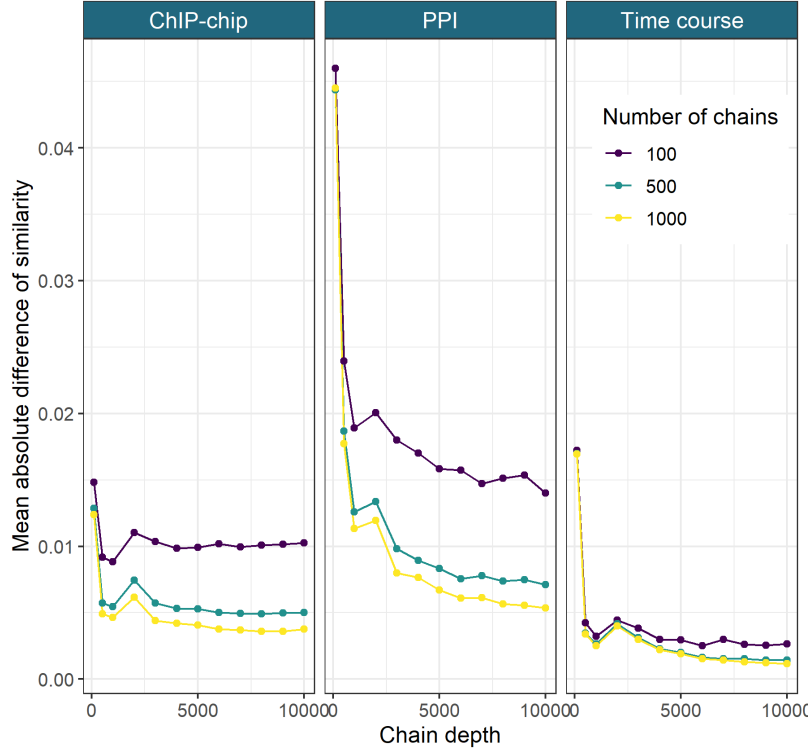 ChIP-chip PPI Time course
Mean absolute difference of similarity
Number of chains
100
500
1000
0.04
0.03
0.02
0.01
0.00
0 5000 10000 0 5000 10000 0 5000 10000
Chain depth